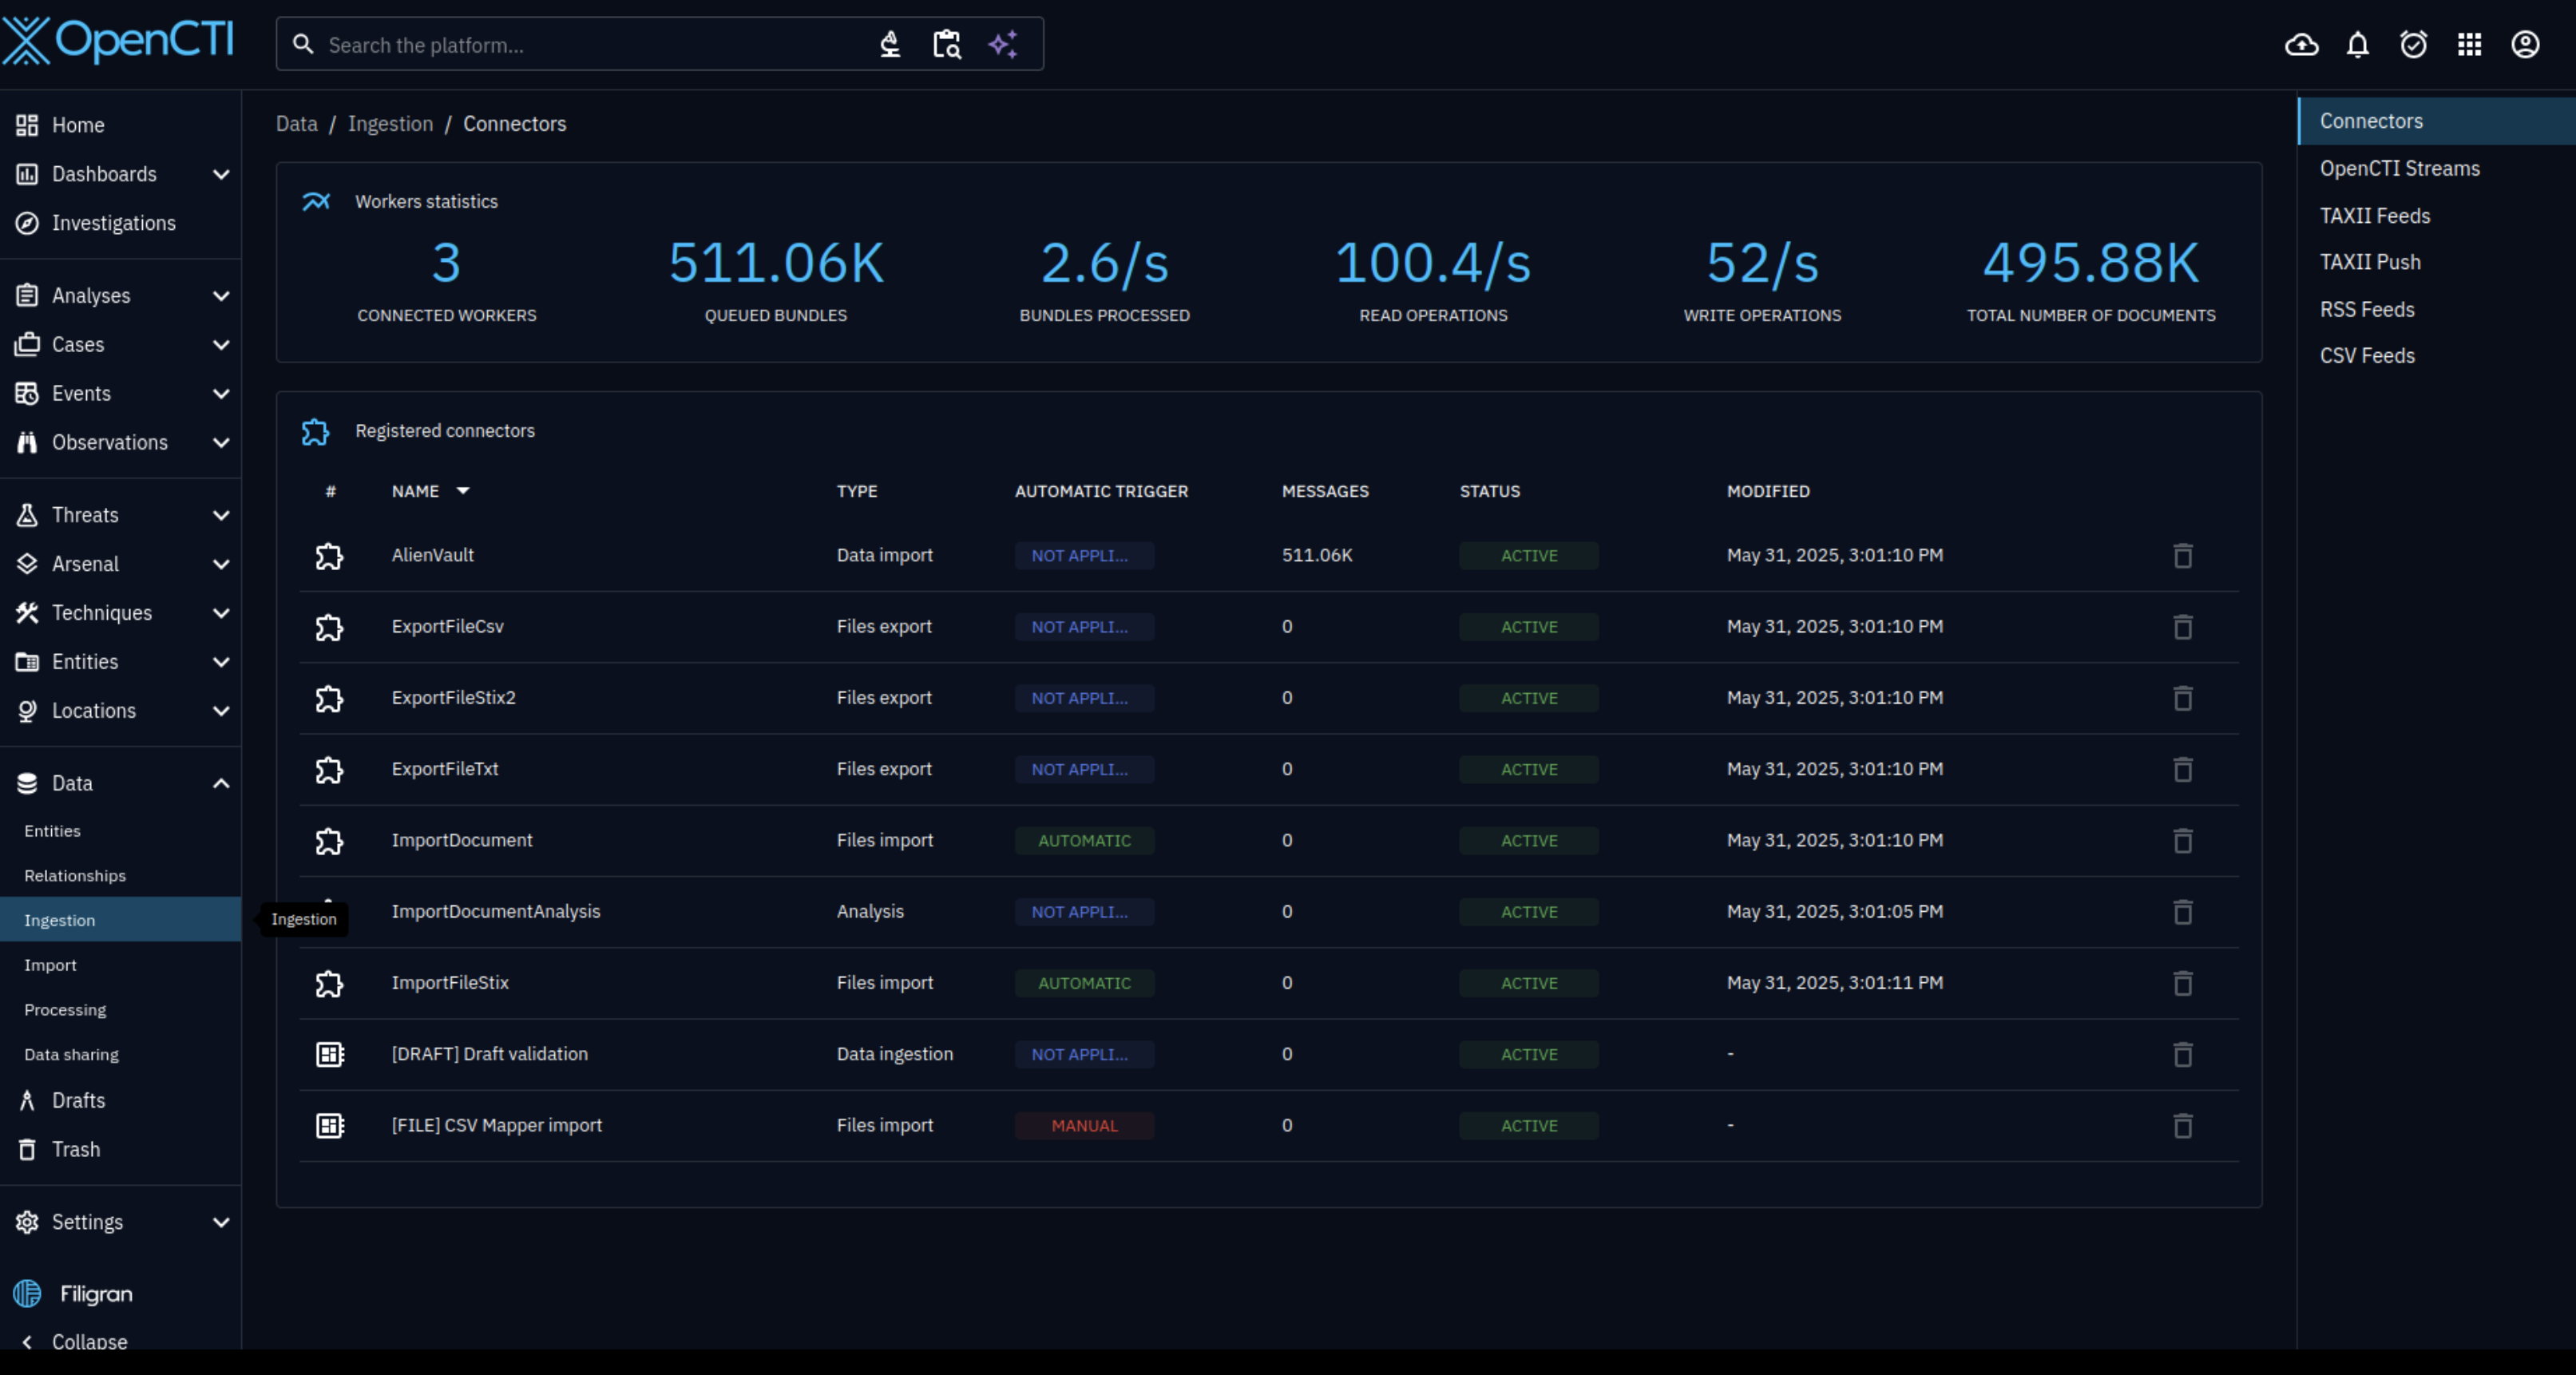 OpenCTI
Search the platform...
Home
Dashboards
Investigations
Analyses
Cases
Events
Observations
Threats
Arsenal
Techniques
Entities
Locations
Data
Entities
Relationships
Ingestion
Import
Processing
Data sharing
Drafts
Trash
Settings
Filigran
Collapse
Ingestion
Data / Ingestion / Connectors
Workers statistics
3 511.06K 2.6/s 100.4/s 52/s 495.88K
CONNECTED WORKERS QUEUED BUNDLES BUNDLES PROCESSED READ OPERATIONS WRITE OPERATIONS TOTAL NUMBER OF DOCUMENTS
Registered connectors
# NAME TYPE AUTOMATIC TRIGGER MESSAGES STATUS MODIFIED
AlienVault Data import NOT APPLI... 511.06K ACTIVE May 31, 2025, 3:01:10 PM
ExportFileCsv Files export NOT APPLI... 0 ACTIVE May 31, 2025, 3:01:10 PM
ExportFileStix2 Files export NOT APPLI... 0 ACTIVE May 31, 2025, 3:01:10 PM
ExportFileTxt Files export NOT APPLI... 0 ACTIVE May 31, 2025, 3:01:10 PM
ImportDocument Files import AUTOMATIC 0 ACTIVE May 31, 2025, 3:01:10 PM
ImportDocumentAnalysis Analysis NOT APPLI... 0 ACTIVE May 31, 2025, 3:01:05 PM
ImportFileStix Files import AUTOMATIC 0 ACTIVE May 31, 2025, 3:01:11 PM
[DRAFT] Draft validation Data ingestion NOT APPLI... 0 ACTIVE -
[FILE] CSV Mapper import Files import MANUAL 0 ACTIVE -
Connectors
OpenCTI Streams
TAXII Feeds
TAXII Push
RSS Feeds
CSV Feeds